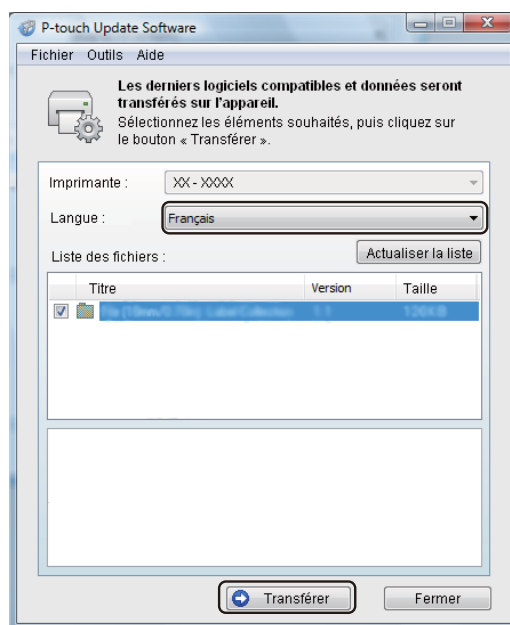 P-touch Update Software
Fichier Outils Aide
Les derniers logiciels compatibles et données seront
transférés sur l'appareil.
Sélectionnez les éléments souhaités, puis cliquez sur
le bouton « Transférer ».
Imprimante : XX - XXXX
Langue : Français
Liste des fichiers : Actualiser la liste
Titre Version Taille
Transférer Fermer